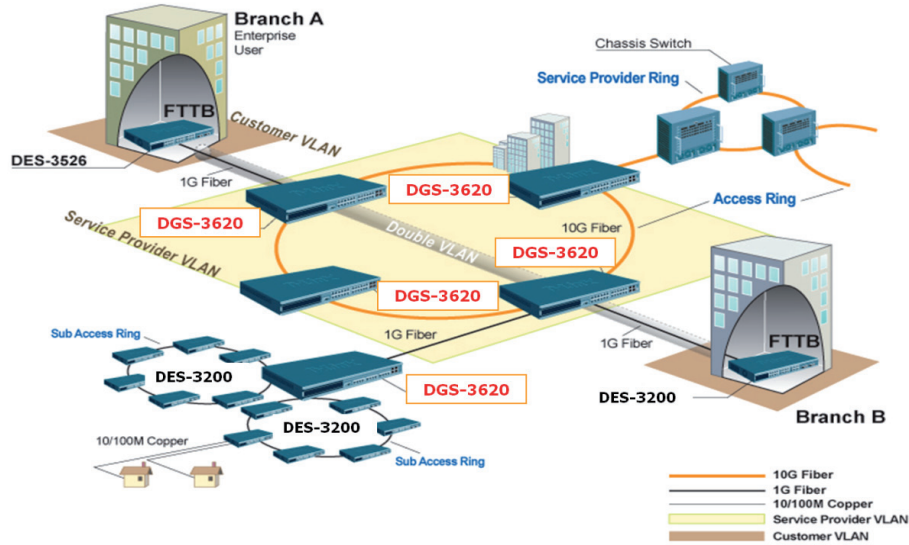 Branch A
Enterprise
User
FTTB
DES-3526
1G Fiber
Customer VLAN
Chassis Switch
Service Provider Ring
Access Ring
DGS-3620
DGS-3620
10G Fiber
Service Provider VLAN
Double VLAN
DGS-3620
DGS-3620
1G Fiber
1G Fiber
FTTB
DES-3200
Branch B
Sub Access Ring
DES-3200
DGS-3620
DES-3200
10/100M Copper
Sub Access Ring
10G Fiber
1G Fiber
10/100M Copper
Service Provider VLAN
Customer VLAN